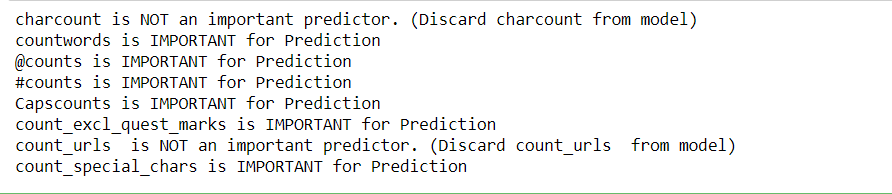 charcount is NOT an important predictor. (Discard charcount from model)
countwords is IMPORTANT for Prediction
@counts is IMPORTANT for Prediction
#counts is IMPORTANT for Prediction
Capscounts is IMPORTANT for Prediction
count_excl_quest_marks is IMPORTANT for Prediction
count_urls  is NOT an important predictor. (Discard count_urls  from model)
count_special_chars is IMPORTANT for Prediction